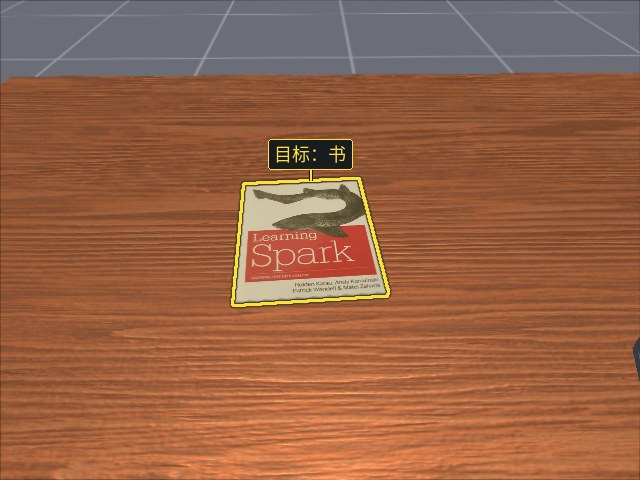 目标：书
Learning
Spark
Holden Karau, Andy Konwinski,
Patrick Wendell & Matei Zaharia